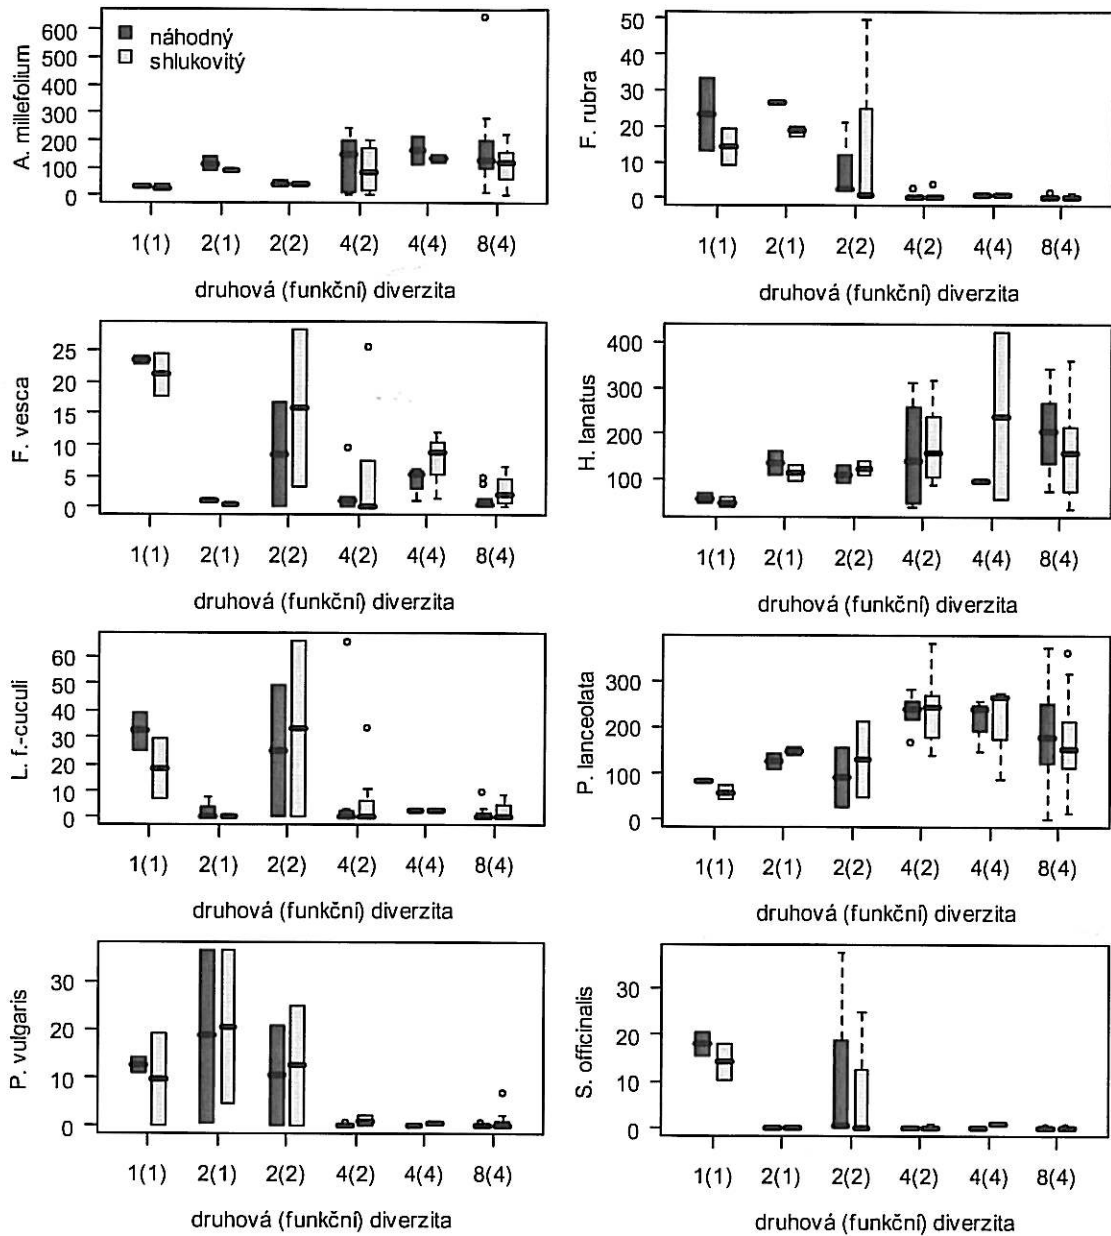 A. millefolium
600
500
400
300
200
100
0
náhodný
shlukovitý
1(1) 2(1) 2(2) 4(2) 4(4) 8(4)
druhová (funkční) diverzita
F. rubra
50
40
30
20
10
0
1(1) 2(1) 2(2) 4(2) 4(4) 8(4)
druhová (funkční) diverzita
F. vesca
25
20
15
10
5
0
1(1) 2(1) 2(2) 4(2) 4(4) 8(4)
druhová (funkční) diverzita
H. lanatus
400
300
200
100
1(1) 2(1) 2(2) 4(2) 4(4) 8(4)
druhová (funkční) diverzita
L. f.-cuculi
60
50
40
30
20
10
0
1(1) 2(1) 2(2) 4(2) 4(4) 8(4)
druhová (funkční) diverzita
P. lanceolata
300
200
100
0
1(1) 2(1) 2(2) 4(2) 4(4) 8(4)
druhová (funkční) diverzita
P. vulgaris
30
20
10
0
1(1) 2(1) 2(2) 4(2) 4(4) 8(4)
druhová (funkční) diverzita
S. officinalis
30
20
10
0
1(1) 2(1) 2(2) 4(2) 4(4) 8(4)
druhová (funkční) diverzita